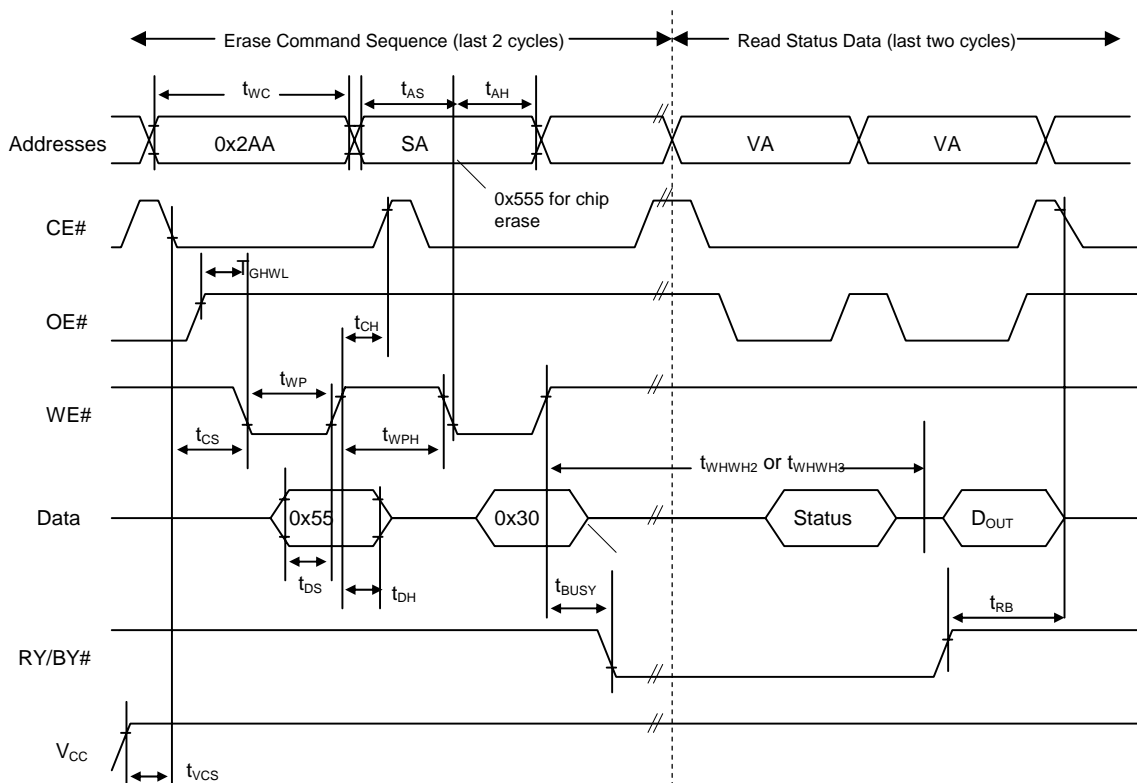 Erase Command Sequence (last 2 cycles) Read Status Data (last two cycles)
tWC tAS tAH
Addresses 0x2AA SA VA VA
0x555 for chip
erase
CE#
TGHWL
OE#
tCH
tWP
WE#
tCS tWPH
tWHWH2 or tWHWH3
Data 0x55 0x30 Status DOUT
tDS tDH tBUSY
tRB
RY/BY#
VCC
tVCS